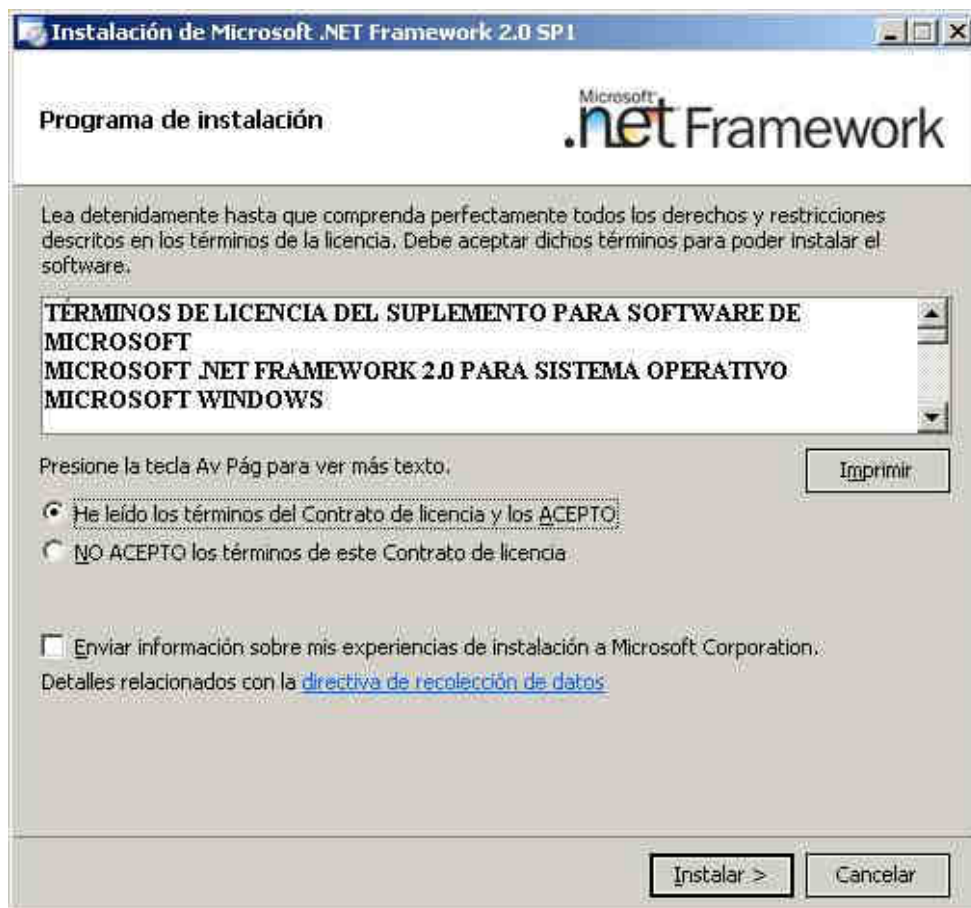 Instalación de Microsoft .NET Framework 2.0 SP1
Programa de instalación
Microsoft
.net Framework
Lea detenidamente hasta que comprenda perfectamente todos los derechos y restricciones
descritos en los términos de la licencia. Debe aceptar dichos términos para poder instalar el
software.
TÉRMINOS DE LICENCIA DEL SUPLEMENTO PARA SOFTWARE DE
MICROSOFT
MICROSOFT .NET FRAMEWORK 2.0 PARA SISTEMA OPERATIVO
MICROSOFT WINDOWS
Presione la tecla Av Pág para ver más texto.
Imprimir
He leído los términos del Contrato de licencia y los ACEPTO
NO ACEPTO los términos de este Contrato de licencia
Enviar información sobre mis experiencias de instalación a Microsoft Corporation.
Detalles relacionados con la directiva de recolección de datos
Instalar >
Cancelar